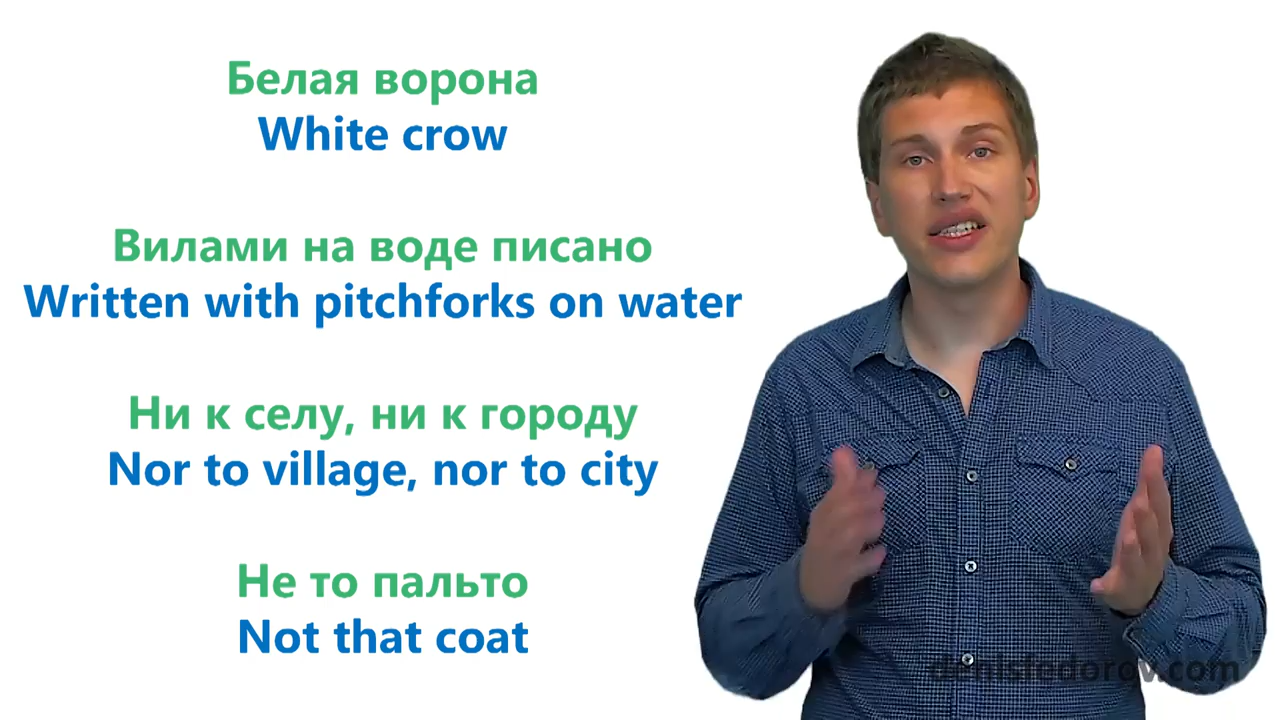 Белая ворона
White crow
Вилами на воде писано
Written with pitchforks on water
Ни к селу, ни к городу
Nor to village, nor to city
Не то пальто
Not that coat
denisfedorov.com